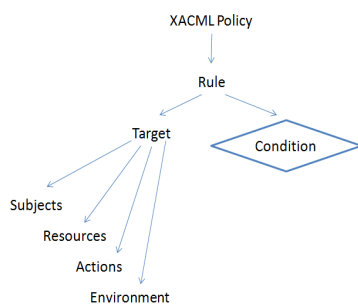 XACML Policy
Rule
Target
Condition
Subjects
Resources
Actions
Environment